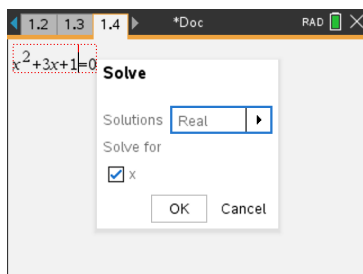 1.2 1.3 1.4 *Doc RAD
x²+3x+1=0
Solve
Solutions Real
Solve for
x
OK Cancel